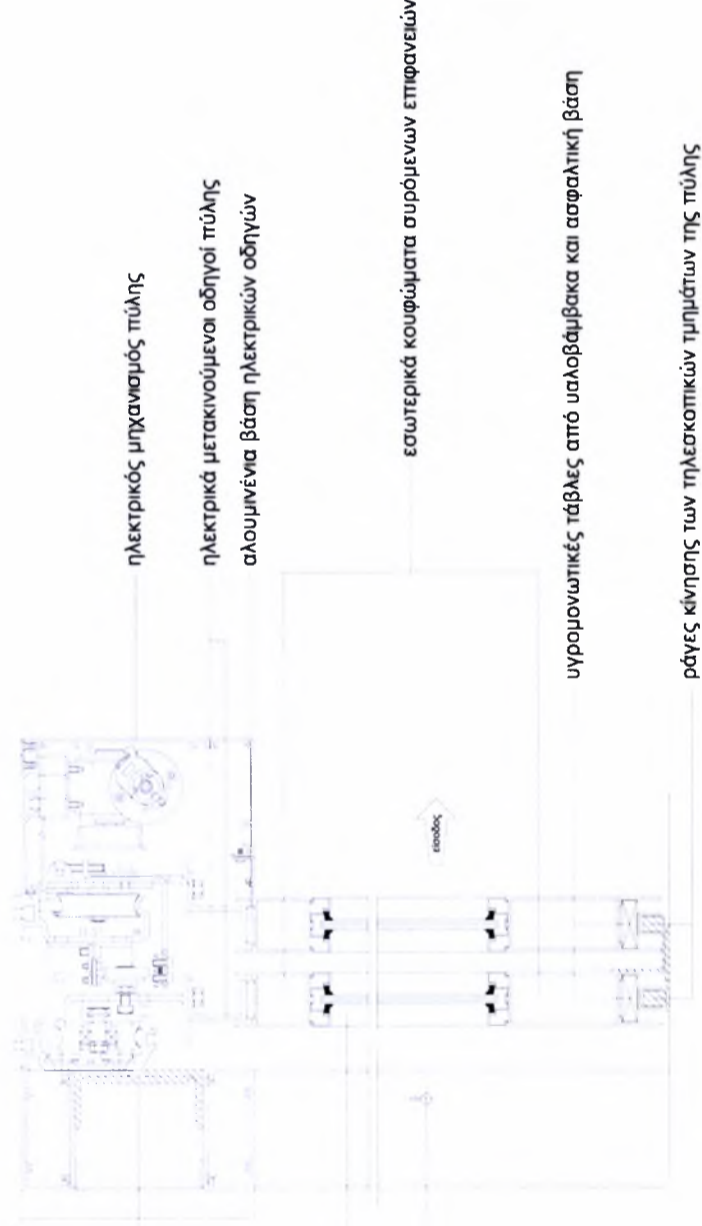 ηλεκτρικός μηχανισμός πύλης
ηλεκτρικά μετακινούμενοι οδηγοί πύλης
αλουμινένια βάση ηλεκτρικών οδηγών
εσωτερικά κουφώματα συρόμενων επιφανειών
είσοδος
υγρομονωτικές τάβλες από υαλοβάμβακα και ασφαλτική βάση
ράγες κίνησης των τηλεσκοπικών τμημάτων της πύλης